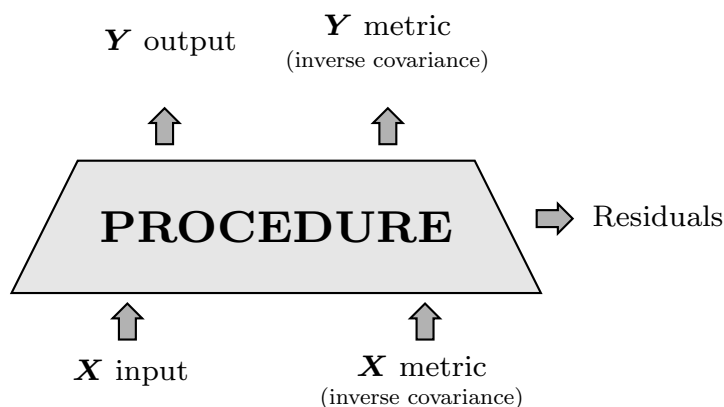 Y output
Y metric
(inverse covariance)
PROCEDURE
Residuals
X input
X metric
(inverse covariance)